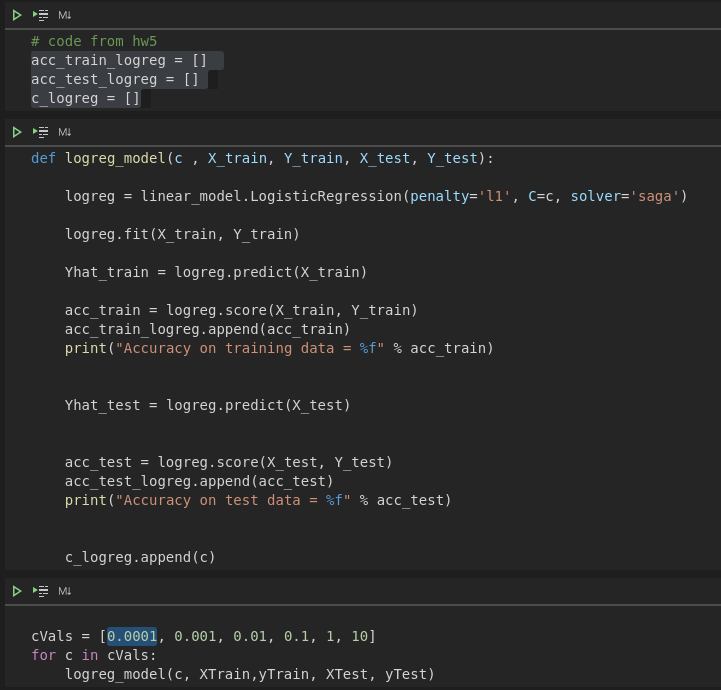 M↓
# code from hw5
acc_train_logreg = []
acc_test_logreg = []
c_logreg = []
M↓
def logreg_model(c , X_train, Y_train, X_test, Y_test):
logreg = linear_model.LogisticRegression(penalty='l1', C=c, solver='saga')
logreg.fit(X_train, Y_train)
Yhat_train = logreg.predict(X_train)
acc_train = logreg.score(X_train, Y_train)
acc_train_logreg.append(acc_train)
print("Accuracy on training data = %f" % acc_train)
Yhat_test = logreg.predict(X_test)
acc_test = logreg.score(X_test, Y_test)
acc_test_logreg.append(acc_test)
print("Accuracy on test data = %f" % acc_test)
c_logreg.append(c)
M↓
cVals = [0.0001, 0.001, 0.01, 0.1, 1, 10]
for c in cVals:
logreg_model(c, XTrain,yTrain, XTest, yTest)